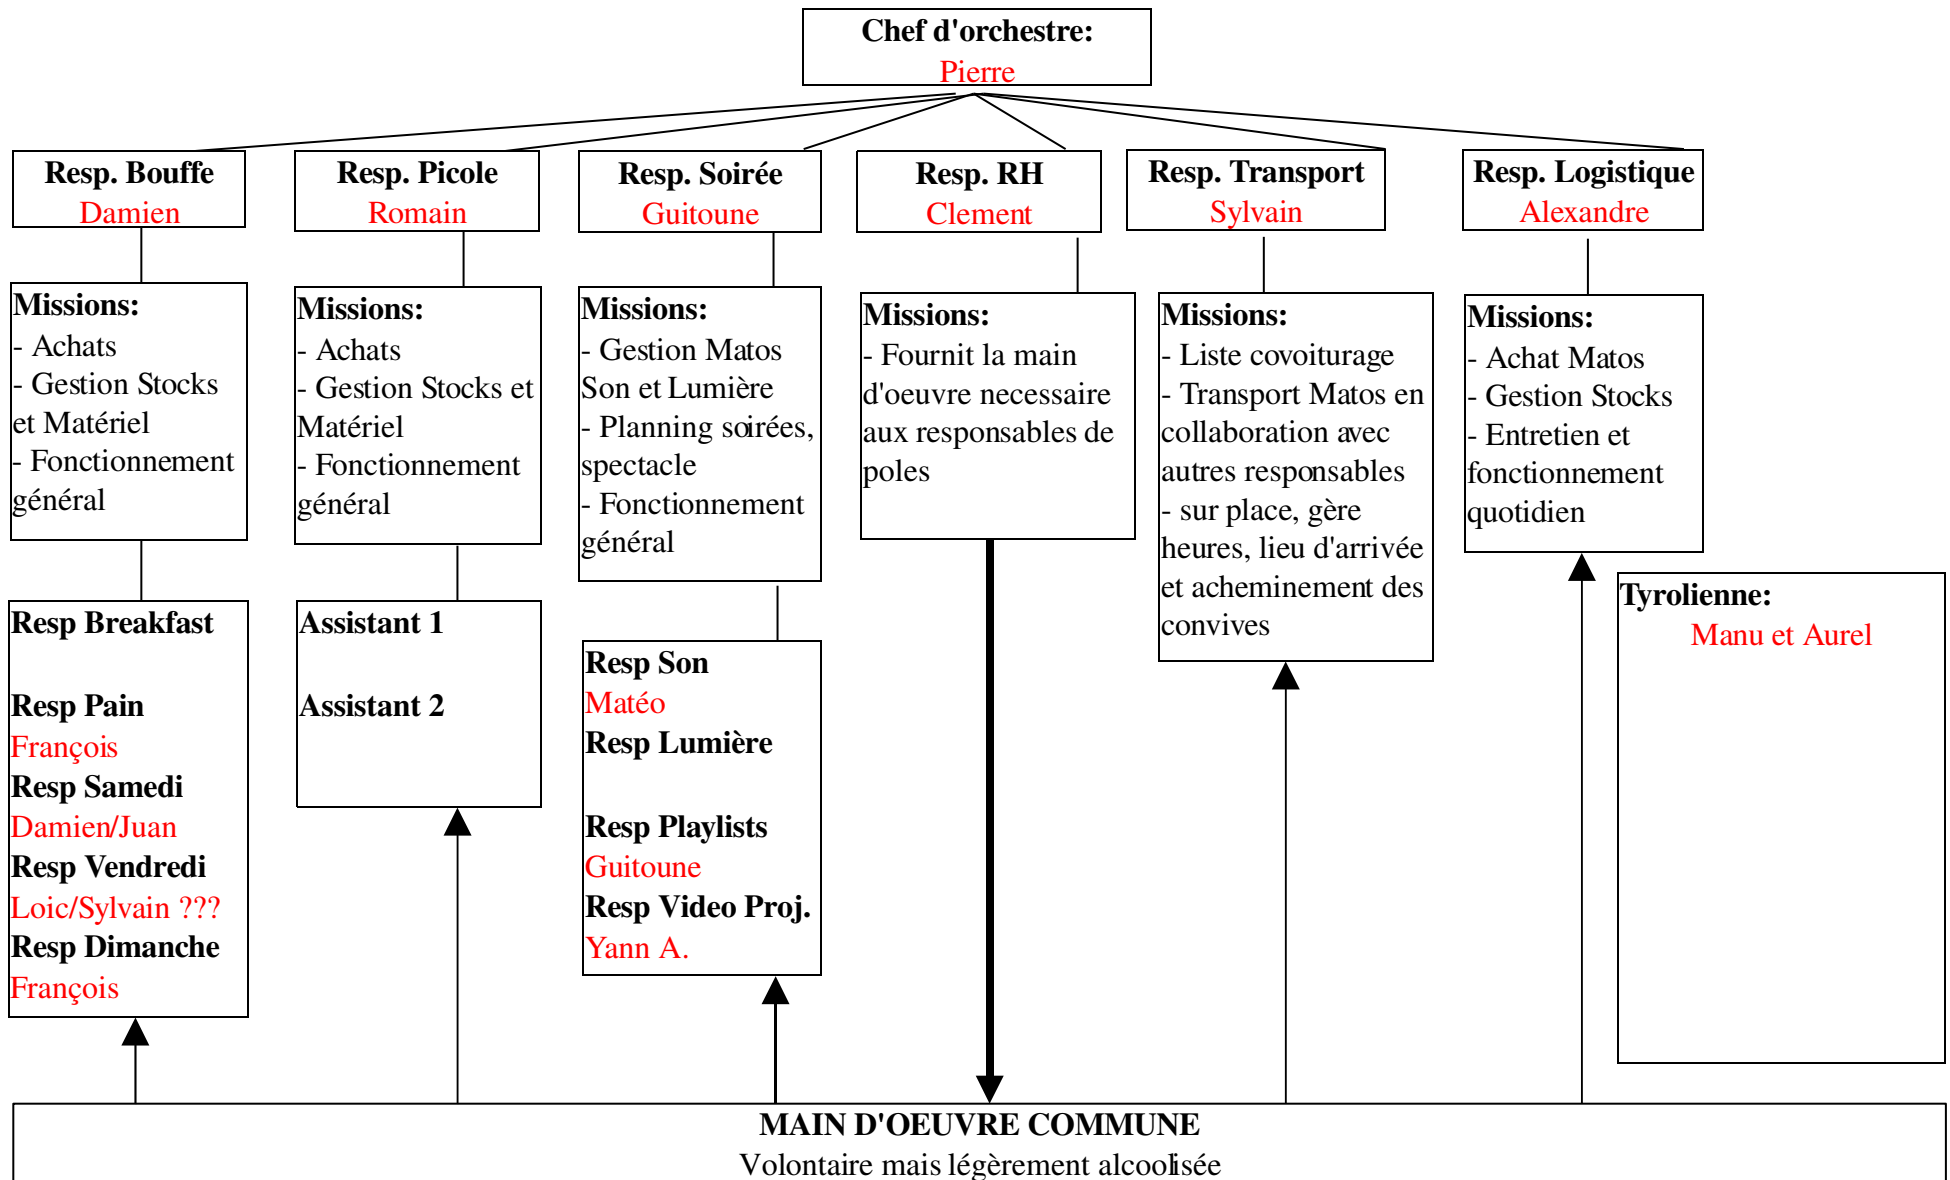 Chef d'orchestre:
Pierre
Resp. Bouffe
Damien
Resp. Picole
Romain
Resp. Soirée
Guitoune
Resp. RH
Clement
Resp. Transport
Sylvain
Resp. Logistique
Alexandre
Missions:
- Achats
- Gestion Stocks
et Matériel
- Fonctionnement
général
Missions:
- Achats
- Gestion Stocks et
Matériel
- Fonctionnement
général
Missions:
- Gestion Matos
Son et Lumière
- Planning soirées,
spectacle
- Fonctionnement
général
Missions:
- Fournit la main
d'oeuvre necessaire
aux responsables de
poles
Missions:
- Liste covoiturage
- Transport Matos en
collaboration avec
autres responsables
- sur place, gère
heures, lieu d'arrivée
et acheminement des
convives
Missions:
- Achat Matos
- Gestion Stocks
- Entretien et
fonctionnement
quotidien
Resp Breakfast
Resp Pain
François
Resp Samedi
Damien/Juan
Resp Vendredi
Loic/Sylvain ???
Resp Dimanche
François
Assistant 1
Assistant 2
Resp Son
Matéo
Resp Lumière
Resp Playlists
Guitoune
Resp Video Proj.
Yann A.
Tyrolienne:
Manu et Aurel
MAIN D'OEUVRE COMMUNE
Volontaire mais légèrement alcoolisée